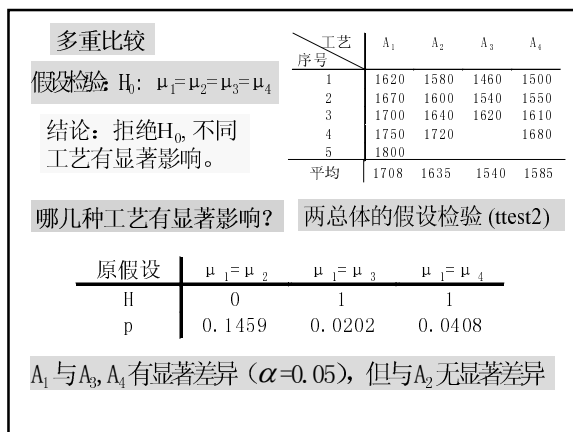 多重比较
假设检验: H₀: μ₁=μ₂=μ₃=μ₄
结论：拒绝H₀, 不同
工艺有显著影响。
工艺 A₁ A₂ A₃ A₄
序号
1 1620 1580 1460 1500
2 1670 1600 1540 1550
3 1700 1640 1620 1610
4 1750 1720 1680
5 1800
平均 1708 1635 1540 1585
哪几种工艺有显著影响？
两总体的假设检验 (ttest2)
原假设 μ₁=μ₂ μ₁=μ₃ μ₁=μ₄
H 0 1 1
p 0.1459 0.0202 0.0408
A₁与A₃, A₄有显著差异（α=0.05），但与A₂无显著差异